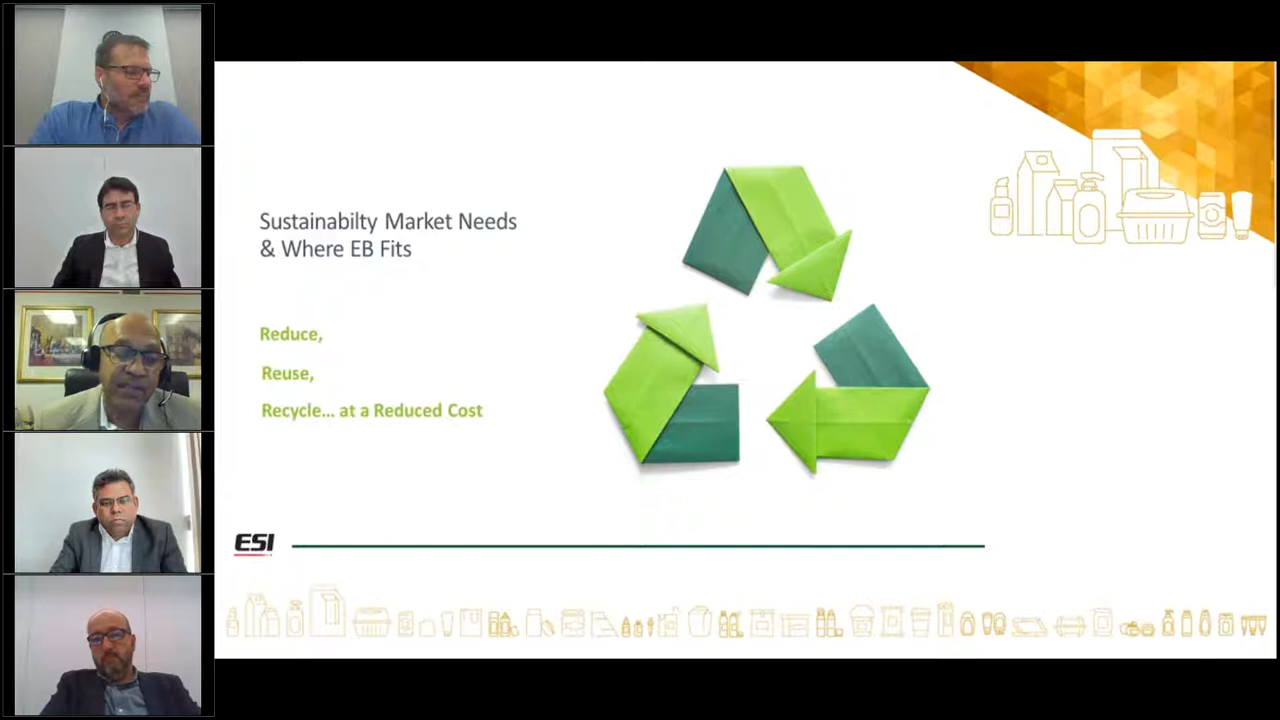 Sustainabilty Market Needs
& Where EB Fits
Reduce,
Reuse,
Recycle... at a Reduced Cost
ESI